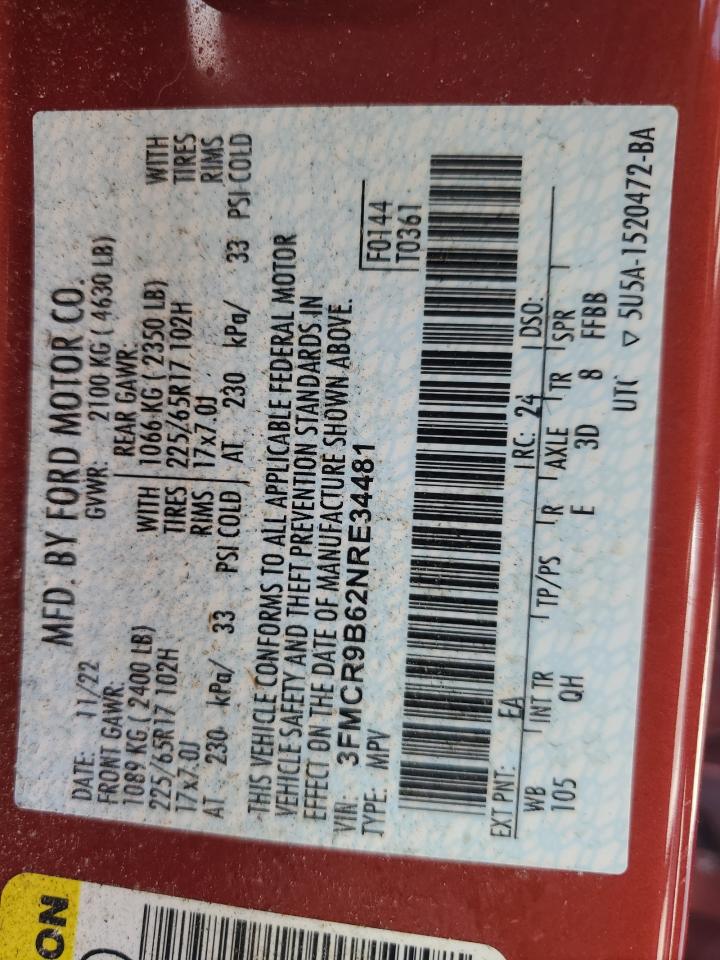 MFD. BY FORD MOTOR CO.
DATE: 11/22 GVWR: 2100 KG ( 4630 LB)
FRONT GAWR: REAR GAWR:
1089 KG ( 2400 LB) WITH 1066 KG ( 2350 LB) WITH
225/65R17 102H TIRES 225/65R17 102H TIRES
17x7.0J RIMS 17x7.0J RIMS
AT 230 kPa/ 33 PSI COLD AT 230 kPa/ 33 PSI COLD
THIS VEHICLE CONFORMS TO ALL APPLICABLE FEDERAL MOTOR
VEHICLE SAFETY AND THEFT PREVENTION STANDARDS IN
EFFECT ON THE DATE OF MANUFACTURE SHOWN ABOVE.
VIN: 3FMCR9B62NRE34481 F0144
TYPE: MPV T0361
EXT PNT: EA RC: 24 DSO:
WB INT TR TP/PS R AXLE TR SPR
105 QH E 3D 8 FFBB
UTC ▽ 5U5A-1520472-BA
ON